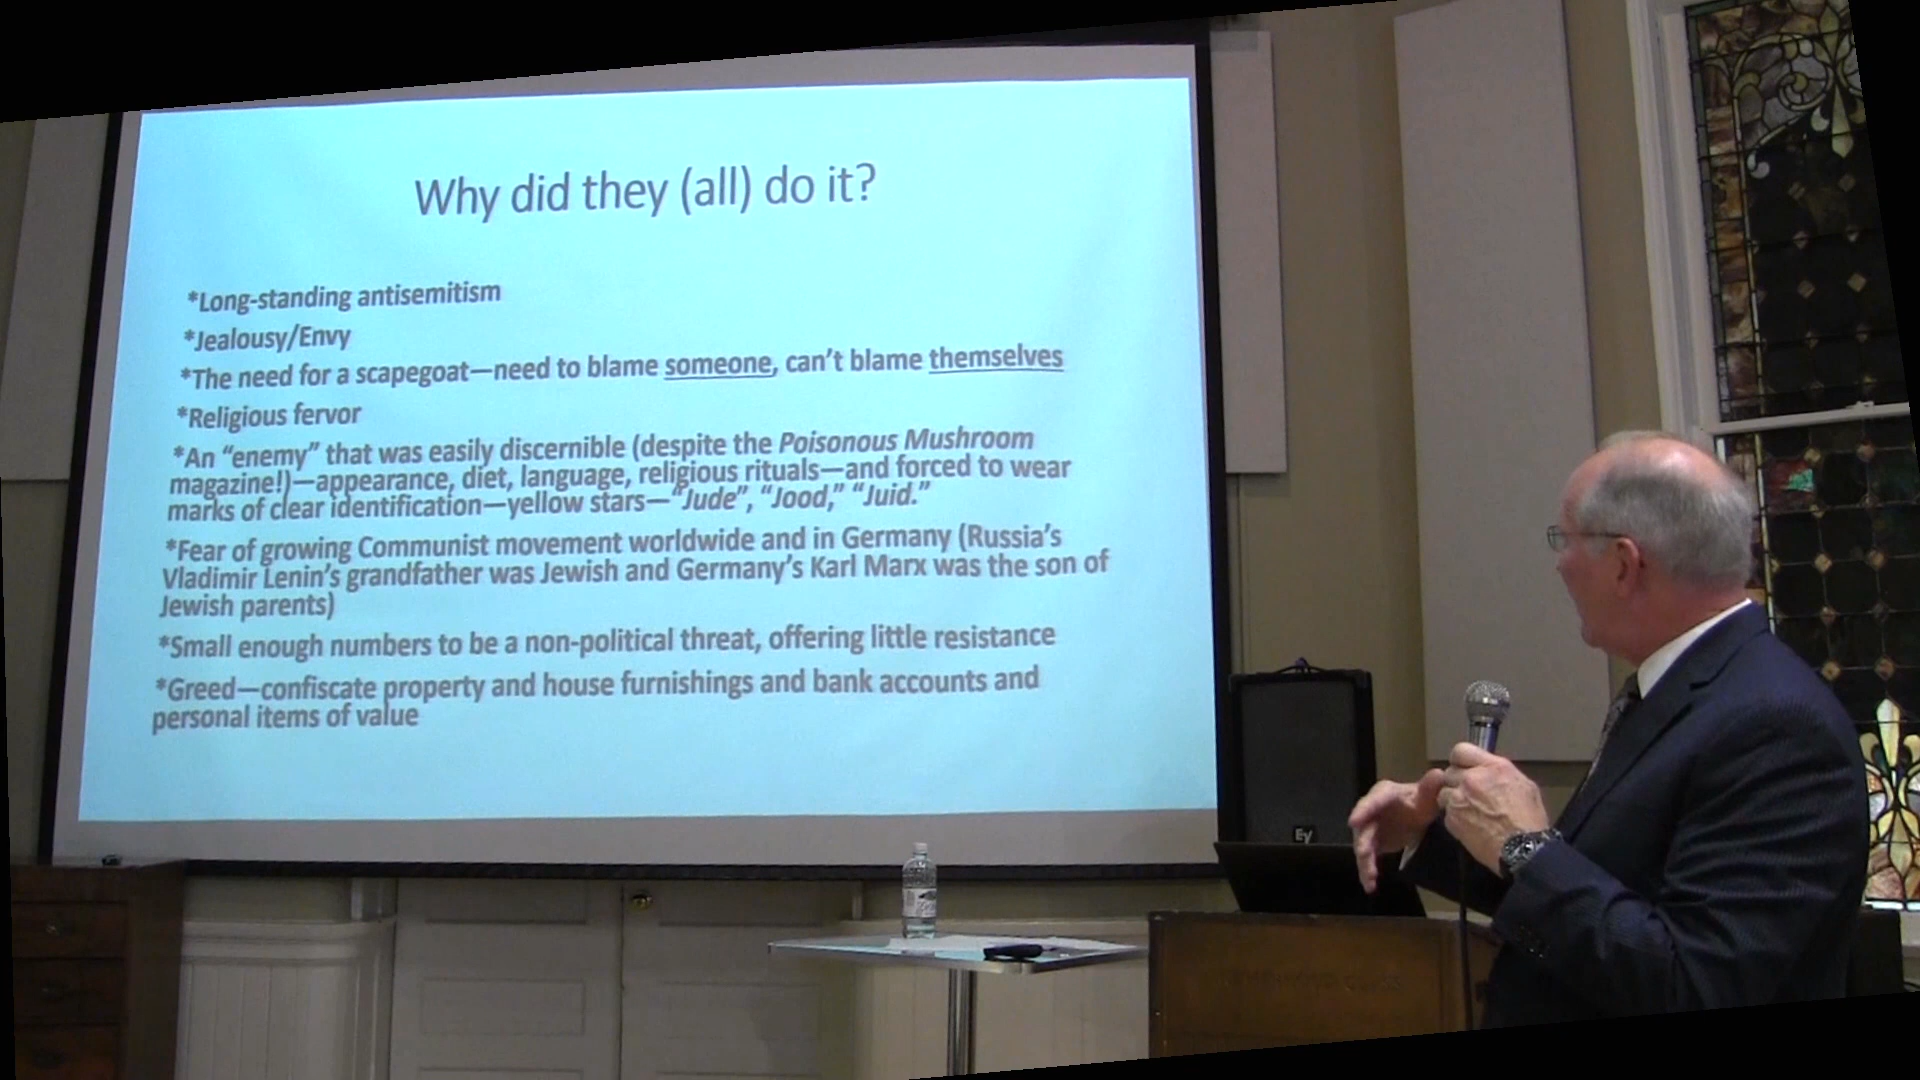 Why did they (all) do it?
*Long-standing antisemitism
*Jealousy/Envy
*The need for a scapegoat—need to blame someone, can't blame themselves
*Religious fervor
*An “enemy” that was easily discernible (despite the Poisonous Mushroom
magazine!)—appearance, diet, language, religious rituals—and forced to wear
marks of clear identification—yellow stars—“Jude”, “Jood,” “Juid.”
*Fear of growing Communist movement worldwide and in Germany (Russia’s
Vladimir Lenin’s grandfather was Jewish and Germany’s Karl Marx was the son of
Jewish parents)
*Small enough numbers to be a non-political threat, offering little resistance
*Greed—confiscate property and house furnishings and bank accounts and
personal items of value
EV